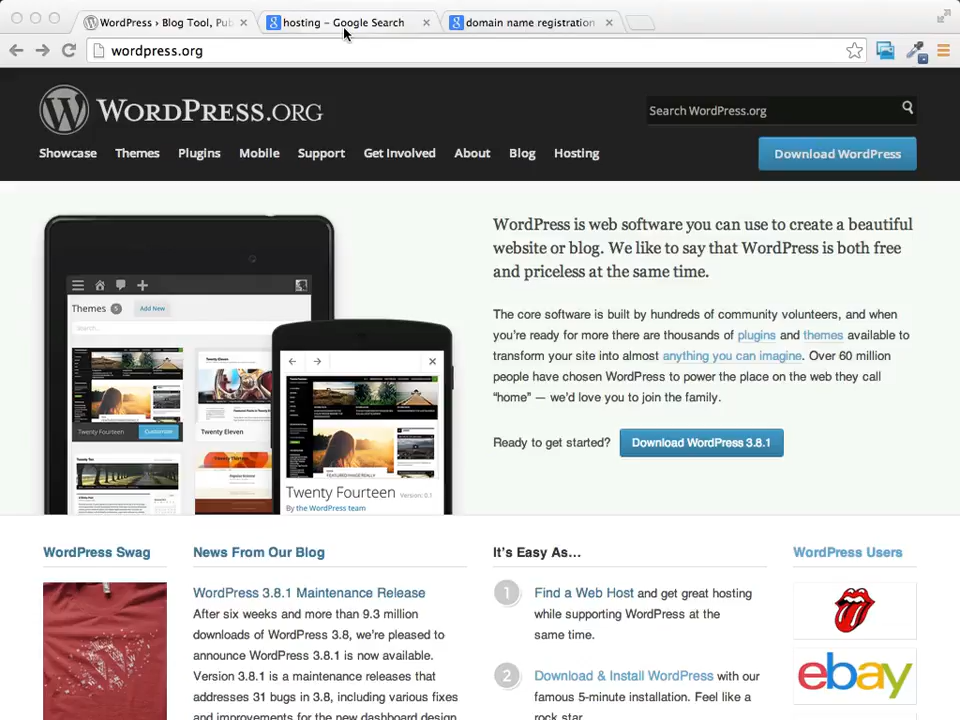 WordPress › Blog Tool, Pub
hosting – Google Search
domain name registration
wordpress.org
WORDPRESS.ORG
Search WordPress.org
Showcase Themes Plugins Mobile Support Get Involved About Blog Hosting
Download WordPress
WordPress is web software you can use to create a beautiful
website or blog. We like to say that WordPress is both free
and priceless at the same time.
The core software is built by hundreds of community volunteers, and when
you're ready for more there are thousands of plugins and themes available to
transform your site into almost anything you can imagine. Over 60 million
people have chosen WordPress to power the place on the web they call
“home” — we'd love you to join the family.
Ready to get started? Download WordPress 3.8.1
Themes 5 Add New
Search...
Twenty Fourteen Customize
Twenty Eleven
Twenty Ten
Twenty Fourteen Version: 0.1
By the WordPress team
WordPress Swag
News From Our Blog
WordPress 3.8.1 Maintenance Release
After six weeks and more than 9.3 million
downloads of WordPress 3.8, we're pleased to
announce WordPress 3.8.1 is now available.
Version 3.8.1 is a maintenance releases that
addresses 31 bugs in 3.8, including various fixes
and improvements for the new dashboard design
It's Easy As…
1 Find a Web Host and get great hosting
while supporting WordPress at the
same time.
2 Download & Install WordPress with our
famous 5-minute installation. Feel like a
rock star.
WordPress Users
ebay